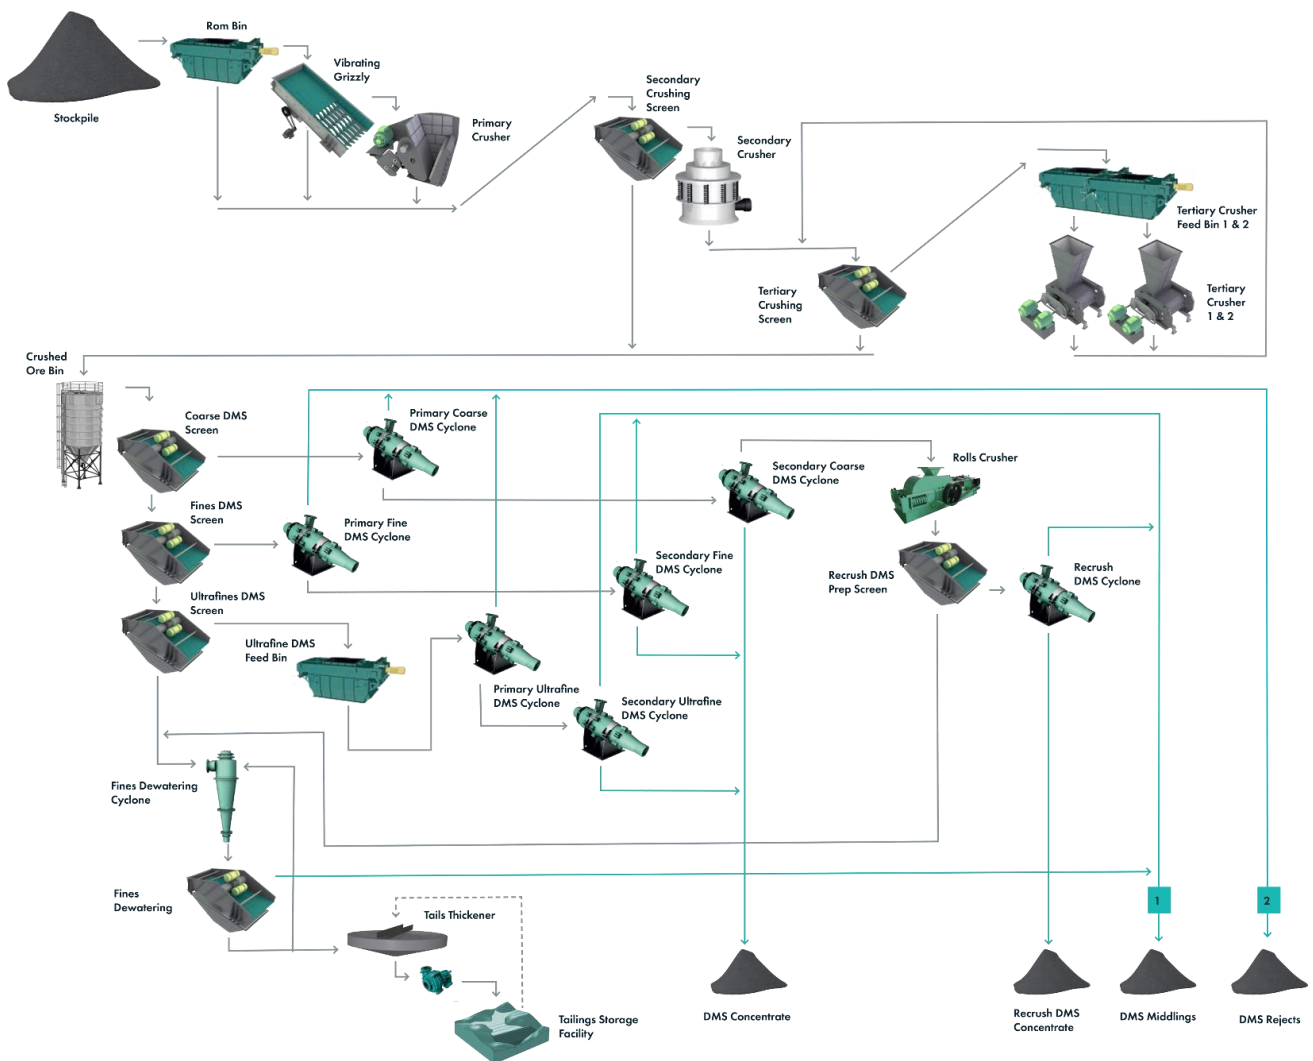 Rom Bin
Stockpile
Vibrating
Grizzly
Primary
Crusher
Secondary
Crushing
Screen
Secondary
Crusher
Tertiary Crusher
Feed Bin 1 & 2
Tertiary
Crushing
Screen
Tertiary
Crusher
1 & 2
Crushed
Ore Bin
Coarse DMS
Screen
Primary Coarse
DMS Cyclone
Secondary Coarse
DMS Cyclone
Rolls Crusher
Fines DMS
Screen
Primary Fine
DMS Cyclone
Secondary Fine
DMS Cyclone
Recrush DMS
Prep Screen
Recrush
DMS Cyclone
Ultrafines DMS
Screen
Ultrafine DMS
Feed Bin
Primary Ultrafine
DMS Cyclone
Secondary Ultrafine
DMS Cyclone
Fines Dewatering
Cyclone
Fines
Dewatering
1
2
Tails Thickener
Tailings Storage
Facility
DMS Concentrate
Recrush DMS
Concentrate
DMS Middlings
DMS Rejects